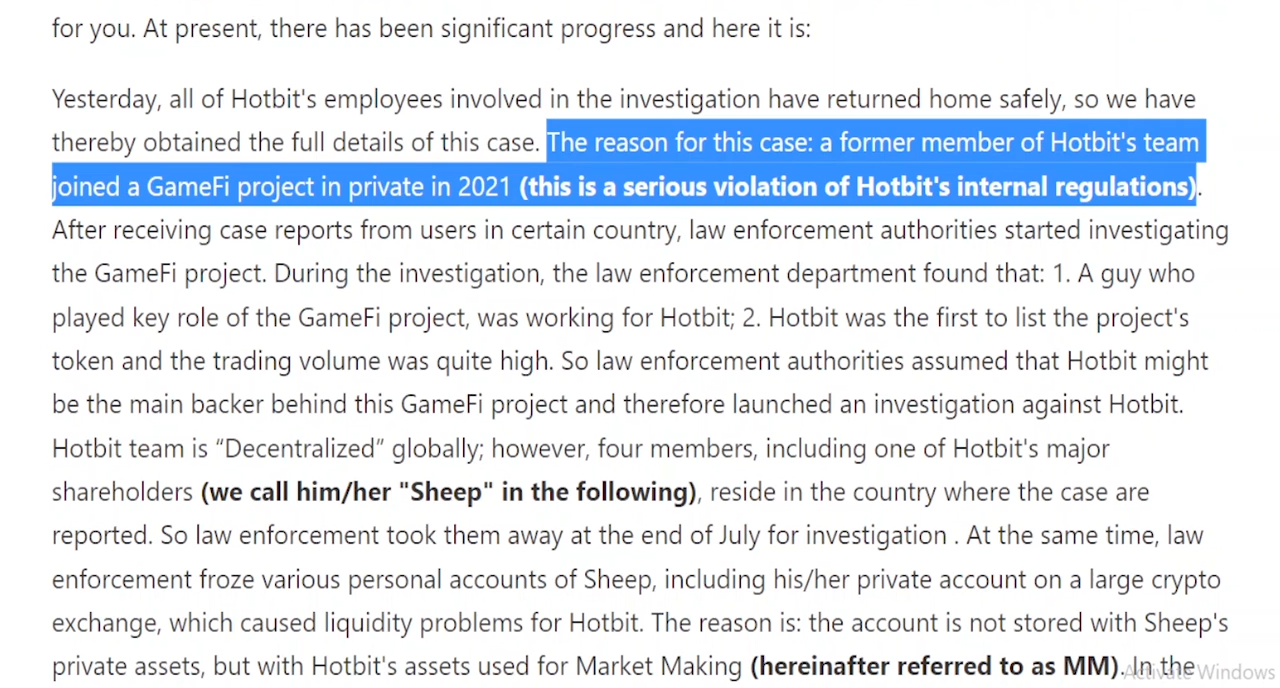 for you. At present, there has been significant progress and here it is:
Yesterday, all of Hotbit's employees involved in the investigation have returned home safely, so we have
thereby obtained the full details of this case. The reason for this case: a former member of Hotbit's team
joined a GameFi project in private in 2021 (this is a serious violation of Hotbit's internal regulations).
After receiving case reports from users in certain country, law enforcement authorities started investigating
the GameFi project. During the investigation, the law enforcement department found that: 1. A guy who
played key role of the GameFi project, was working for Hotbit; 2. Hotbit was the first to list the project's
token and the trading volume was quite high. So law enforcement authorities assumed that Hotbit might
be the main backer behind this GameFi project and therefore launched an investigation against Hotbit.
Hotbit team is “Decentralized” globally; however, four members, including one of Hotbit's major
shareholders (we call him/her "Sheep" in the following), reside in the country where the case are
reported. So law enforcement took them away at the end of July for investigation . At the same time, law
enforcement froze various personal accounts of Sheep, including his/her private account on a large crypto
exchange, which caused liquidity problems for Hotbit. The reason is: the account is not stored with Sheep's
private assets, but with Hotbit's assets used for Market Making (hereinafter referred to as MM). In the
Activate Windows